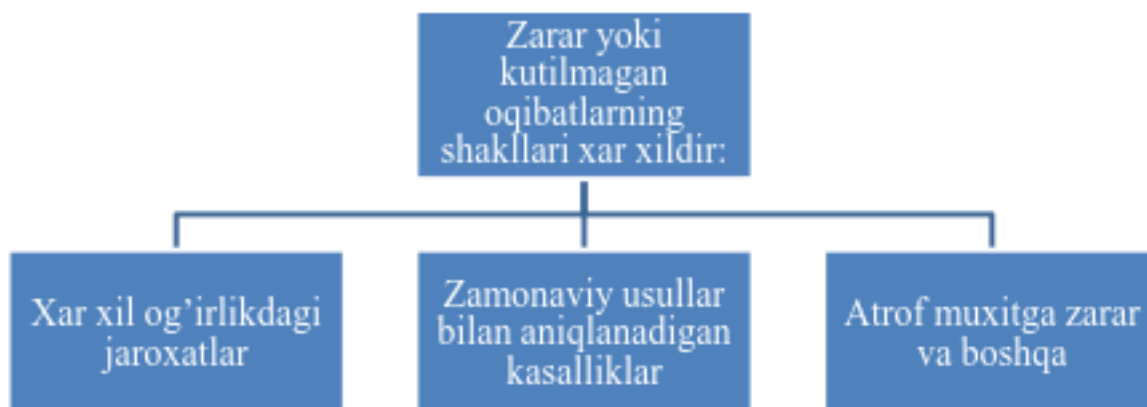 Zarar yoki
kutilmagan
oqibatlarning
shakllari xar xildir:
Xar xil og’irlikdagi
jaroxatlar
Zamonaviy usullar
bilan aniqlanadigan
kasalliklar
Atrof muxitga zarar
va boshqa